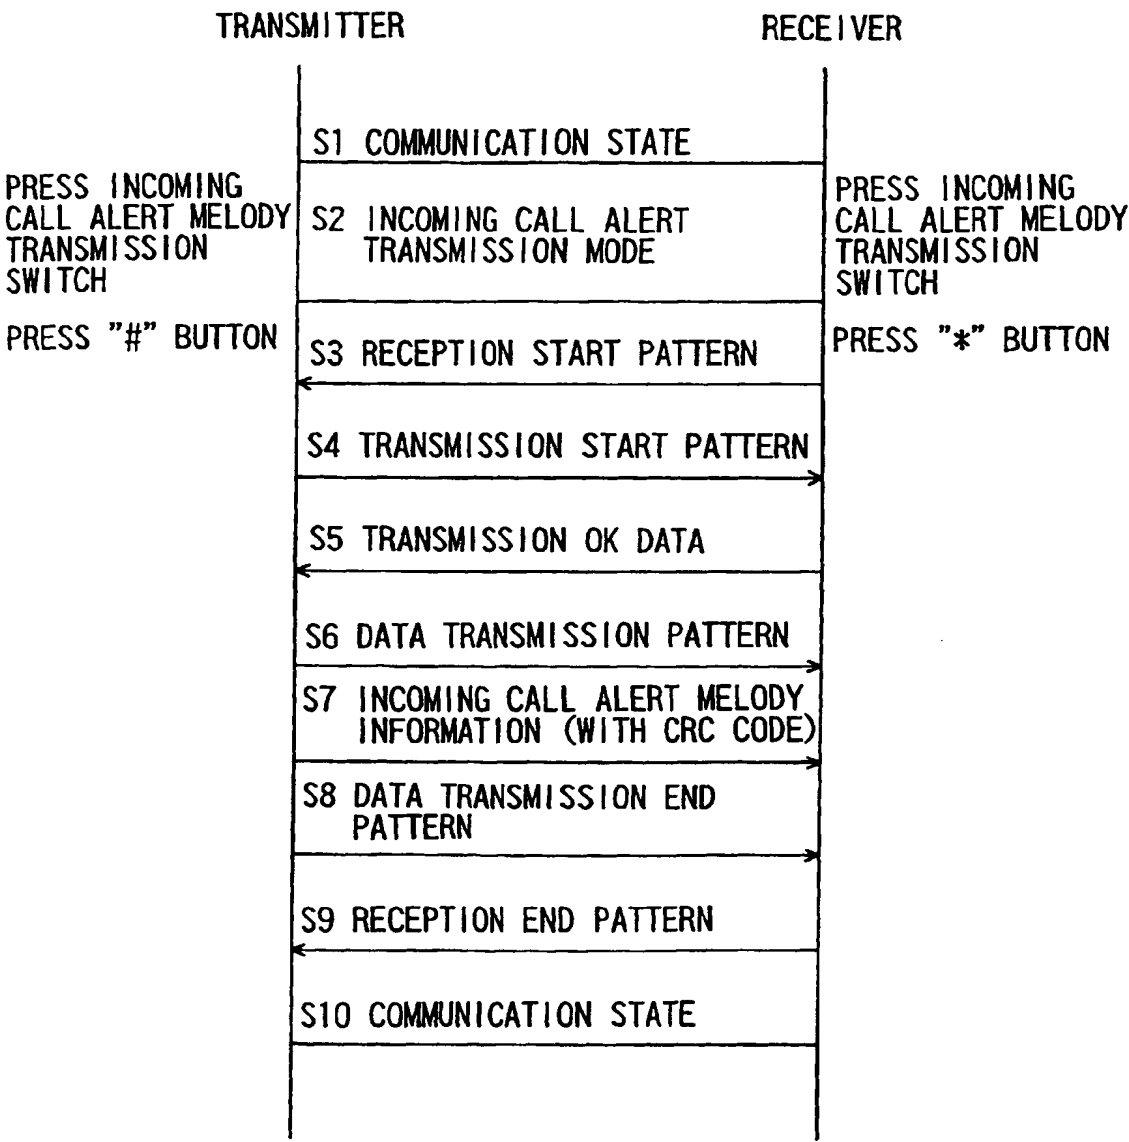 TRANSMITTER
RECEIVER
S1 COMMUNICATION STATE
PRESS INCOMING
CALL ALERT MELODY
TRANSMISSION
SWITCH
S2 INCOMING CALL ALERT
TRANSMISSION MODE
PRESS INCOMING
CALL ALERT MELODY
TRANSMISSION
SWITCH
PRESS "#" BUTTON
PRESS "*" BUTTON
S3 RECEPTION START PATTERN
S4 TRANSMISSION START PATTERN
S5 TRANSMISSION OK DATA
S6 DATA TRANSMISSION PATTERN
S7 INCOMING CALL ALERT MELODY
INFORMATION (WITH CRC CODE)
S8 DATA TRANSMISSION END
PATTERN
S9 RECEPTION END PATTERN
S10 COMMUNICATION STATE